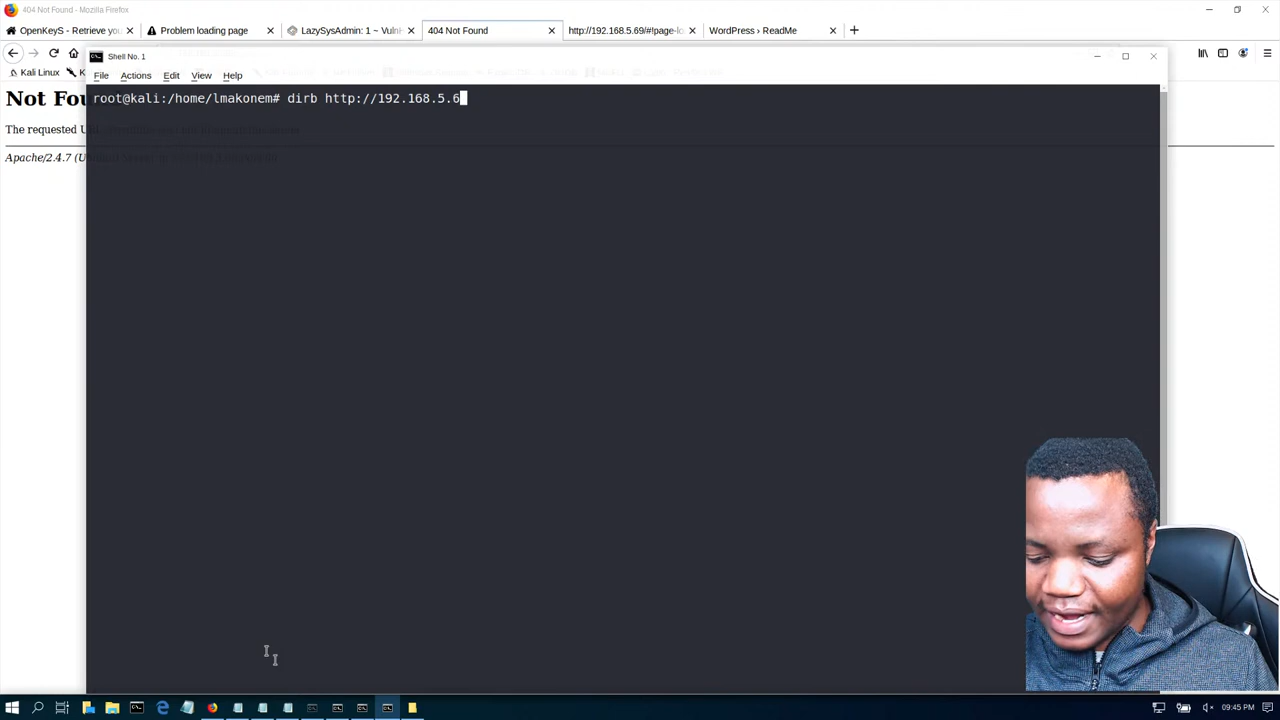 404 Not Found - Mozilla Firefox
OpenKeyS - Retrieve you
Problem loading page
LazySysAdmin: 1 ~ Vuln
404 Not Found
http://192.168.5.69/#!page-lo
WordPress › ReadMe
Shell No. 1
Kali Linux
K
File Actions Edit View Help
Not Fou
root@kali:/home/lmakonem# dirb http://192.168.5.6
The requested U
Apache/2.4.7 (U
09:45 PM